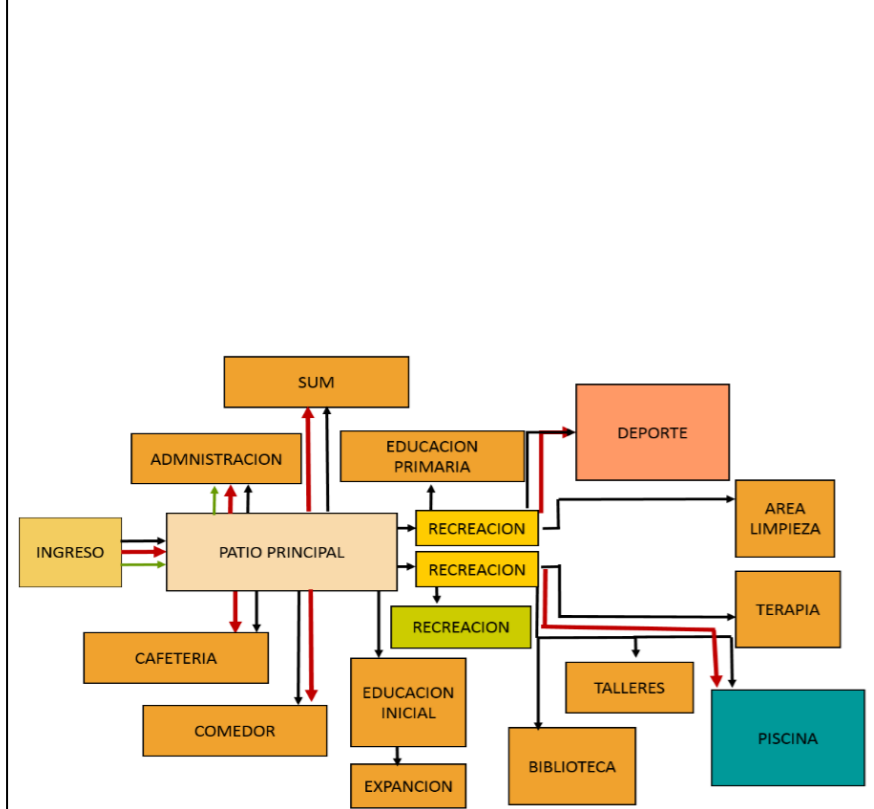 SUM
DEPORTE
ADMNISTRACION
EDUCACION
PRIMARIA
AREA
LIMPIEZA
INGRESO
PATIO PRINCIPAL
RECREACION
RECREACION
RECREACION
TERAPIA
CAFETERIA
EDUCACION
INICIAL
TALLERES
COMEDOR
PISCINA
BIBLIOTECA
EXPANCION